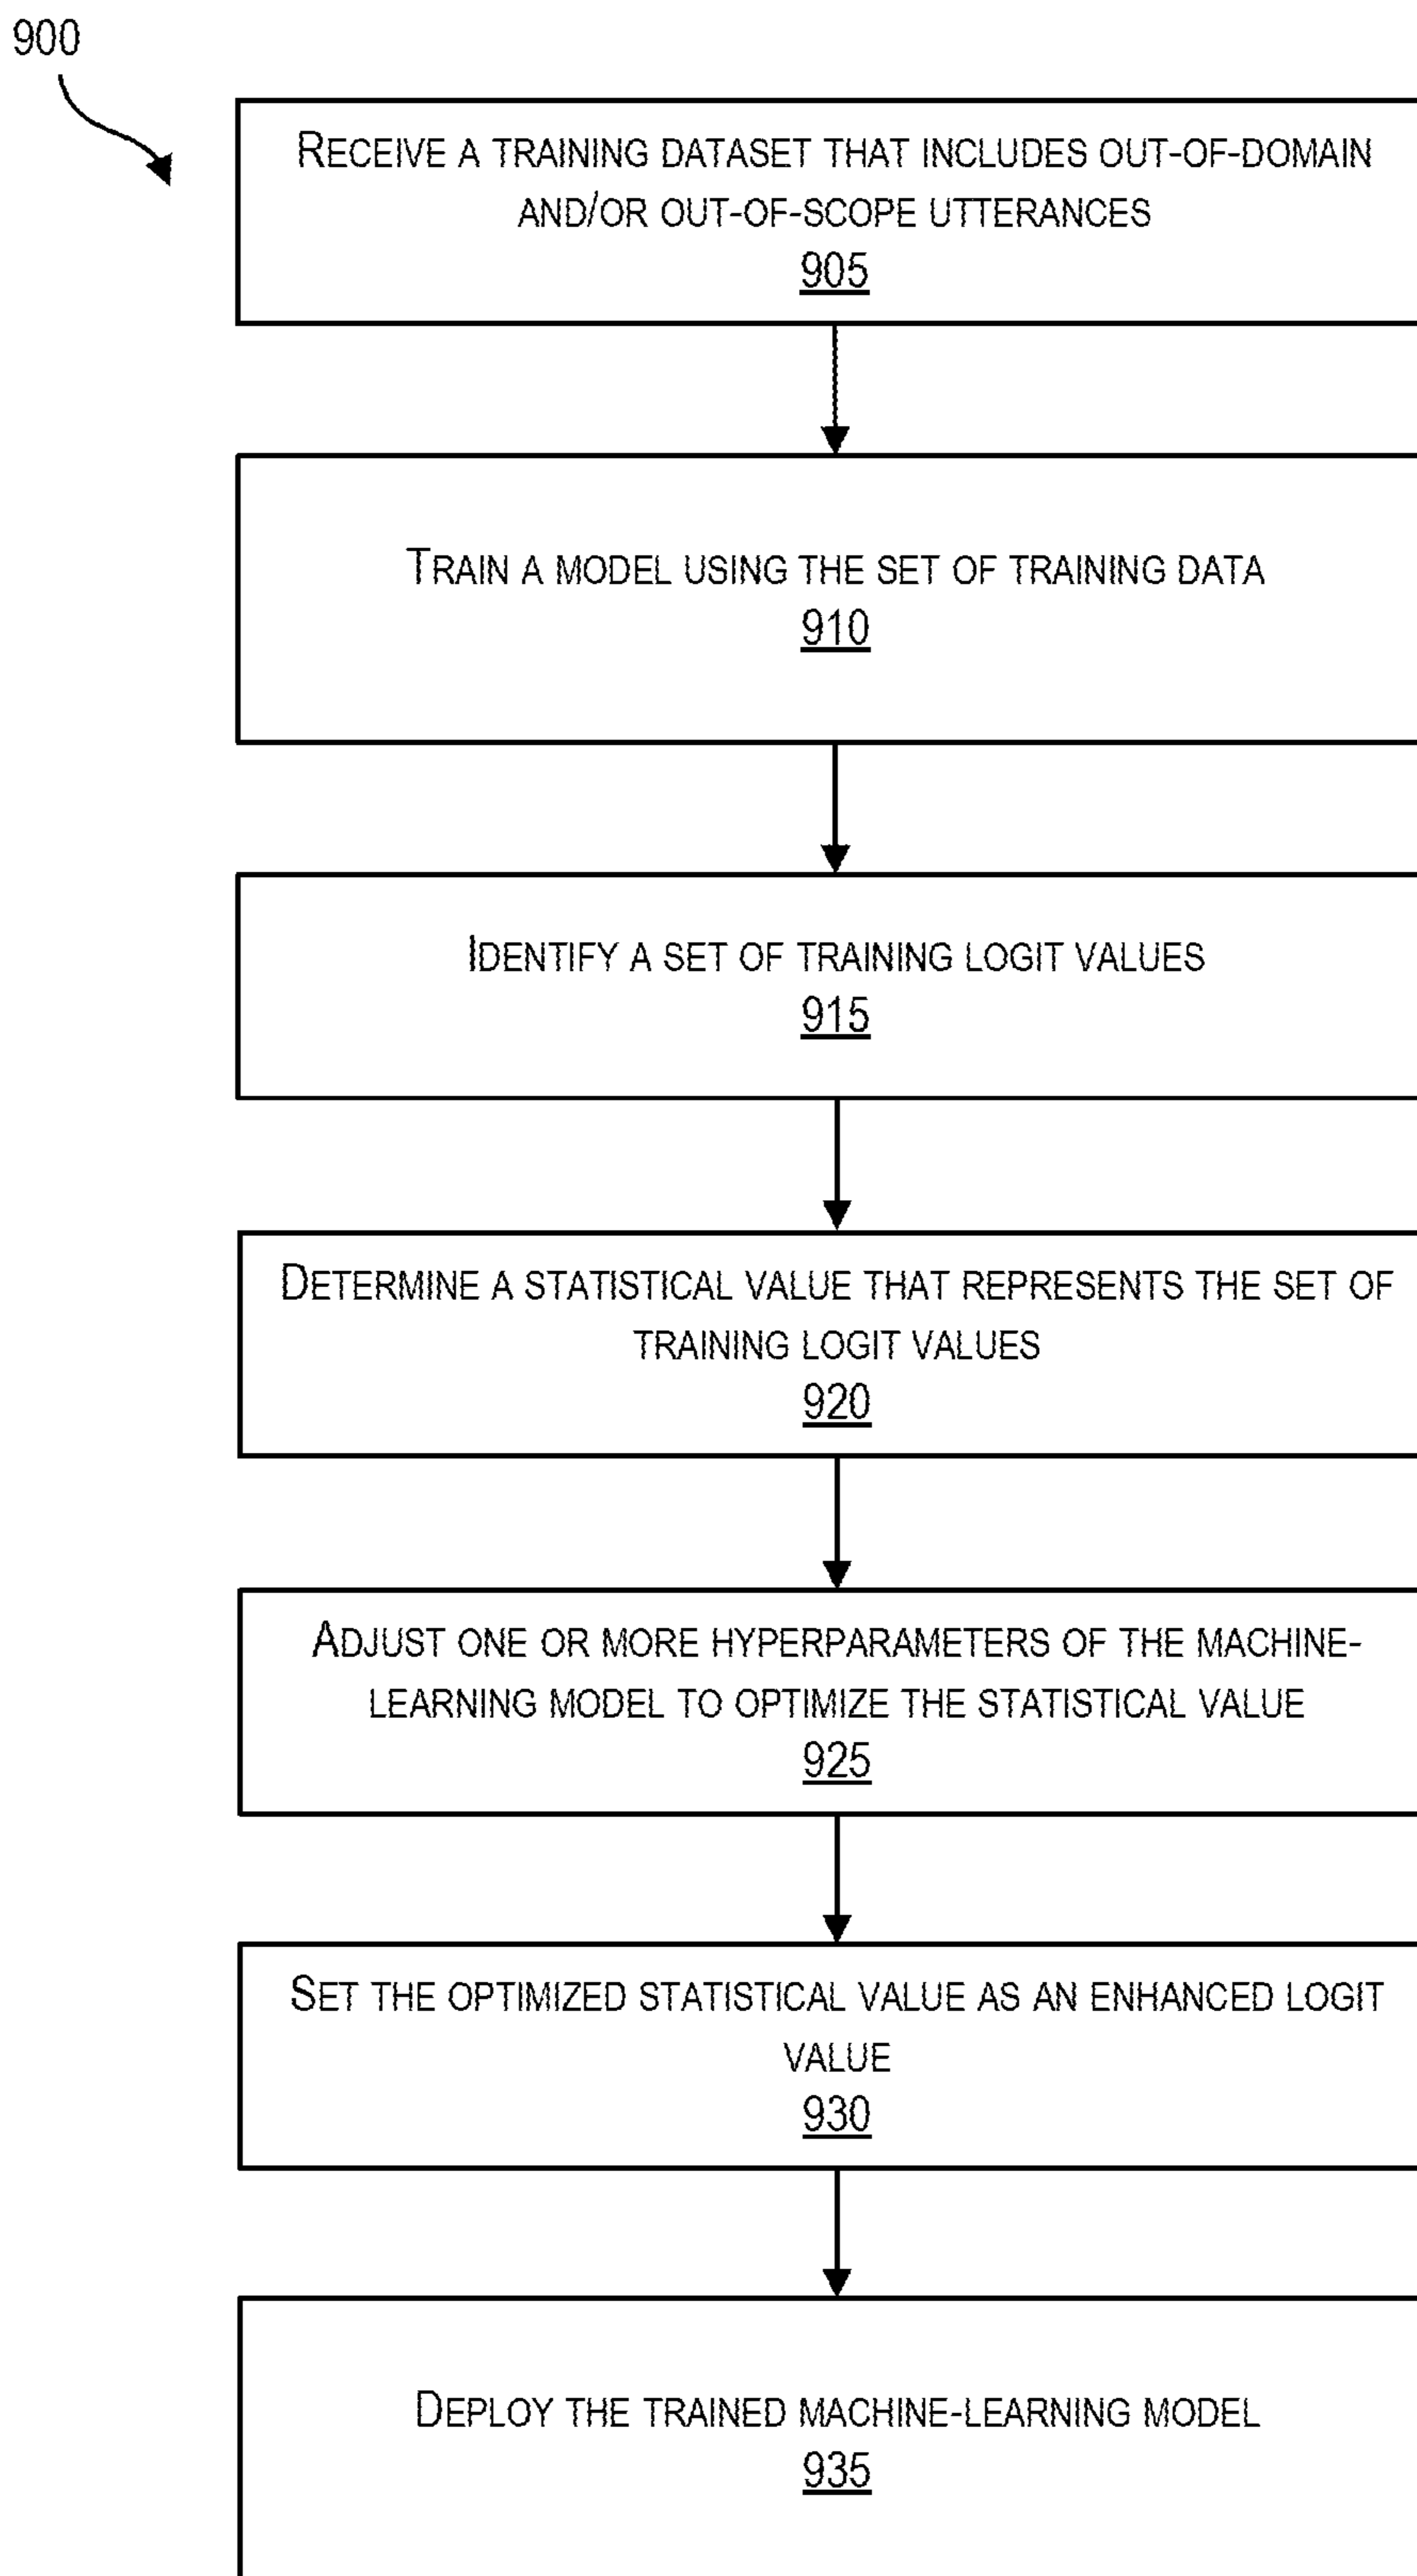 900
RECEIVE A TRAINING DATASET THAT INCLUDES OUT-OF-DOMAIN
AND/OR OUT-OF-SCOPE UTTERANCES
905
TRAIN A MODEL USING THE SET OF TRAINING DATA
910
IDENTIFY A SET OF TRAINING LOGIT VALUES
915
DETERMINE A STATISTICAL VALUE THAT REPRESENTS THE SET OF
TRAINING LOGIT VALUES
920
ADJUST ONE OR MORE HYPERPARAMETERS OF THE MACHINE-
LEARNING MODEL TO OPTIMIZE THE STATISTICAL VALUE
925
SET THE OPTIMIZED STATISTICAL VALUE AS AN ENHANCED LOGIT
VALUE
930
DEPLOY THE TRAINED MACHINE-LEARNING MODEL
935